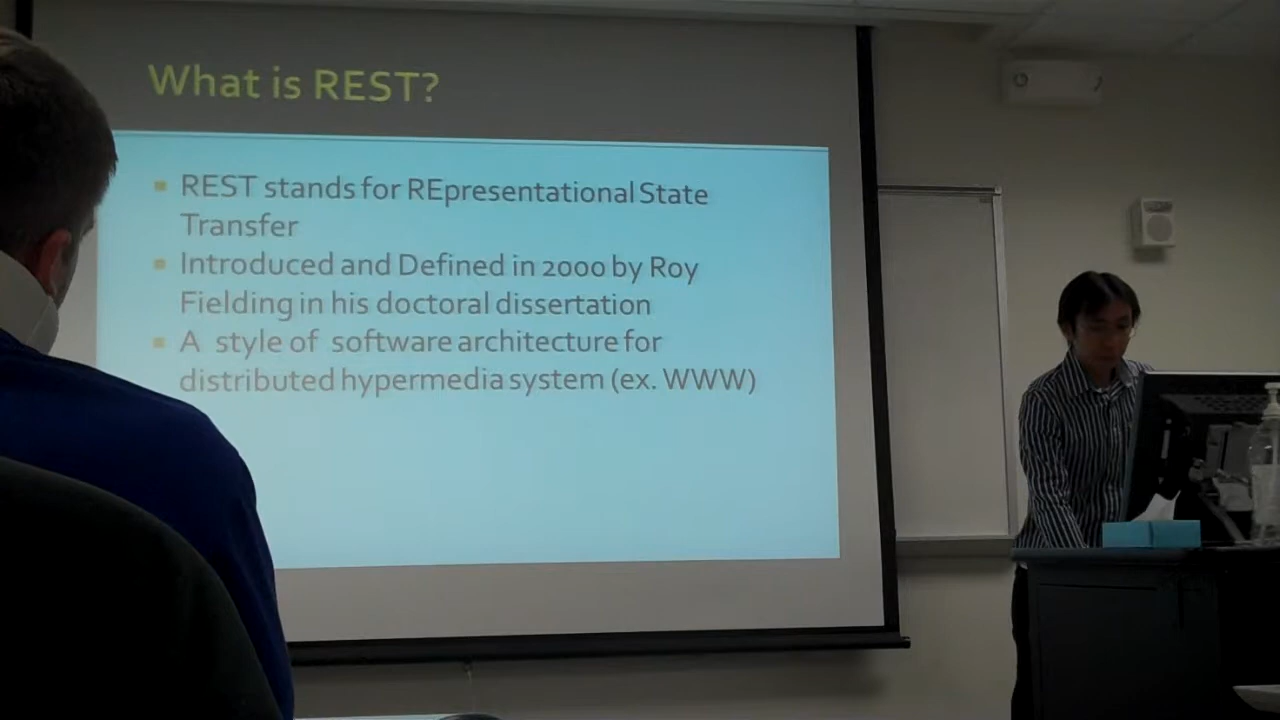 What is REST?
REST stands for REpresentational State
Transfer
Introduced and Defined in 2000 by Roy
Fielding in his doctoral dissertation
A style of software architecture for
distributed hypermedia system (ex. WWW)